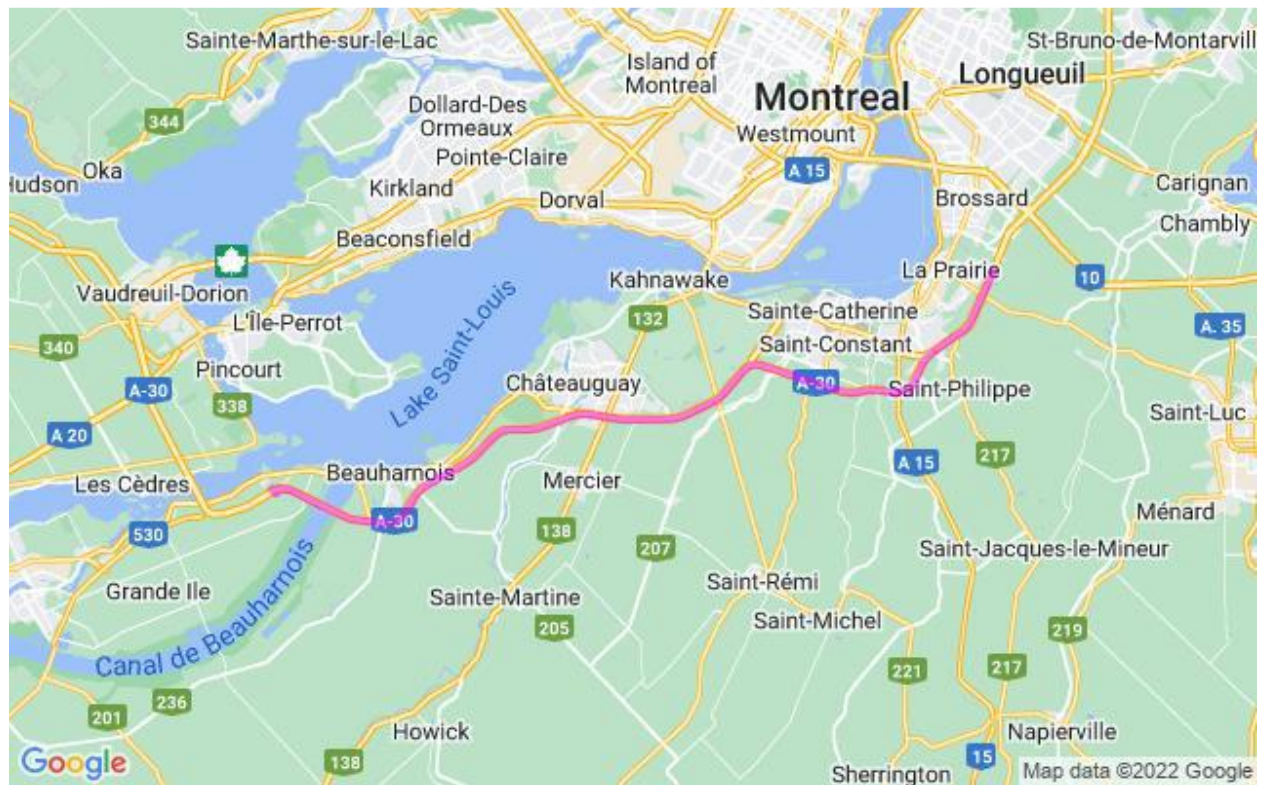 Sainte-Marthe-sur-le-Lac
St-Bruno-de-Montarvill
Island of
Montreal
Longueuil
Montreal
Dollard-Des
Ormeaux
344
Westmount
Pointe-Claire
Oka
A 15
Hudson
Kirkland
Carignan
Dorval
Brossard
Chambly
Beaconsfield
La Prairie
10
Kahnawake
Vaudreuil-Dorion
Sainte-Catherine
L'Île-Perrot
132
A. 35
340
Saint-Constant
Pincourt
Lake Saint-Louis
Châteauguay
A-30
A-30
Saint-Philippe
338
Saint-Luc
A 20
217
A 15
Beauharnois
Mercier
Les Cèdres
Ménard
A-30
530
138
207
Saint-Jacques-le-Mineur
Canal de Beauharnois
Saint-Rémi
Grande Ile
Sainte-Martine
Saint-Michel
205
219
221
217
236
201
Howick
Napierville
15
138
Sherrington
Google
Map data ©2022 Google